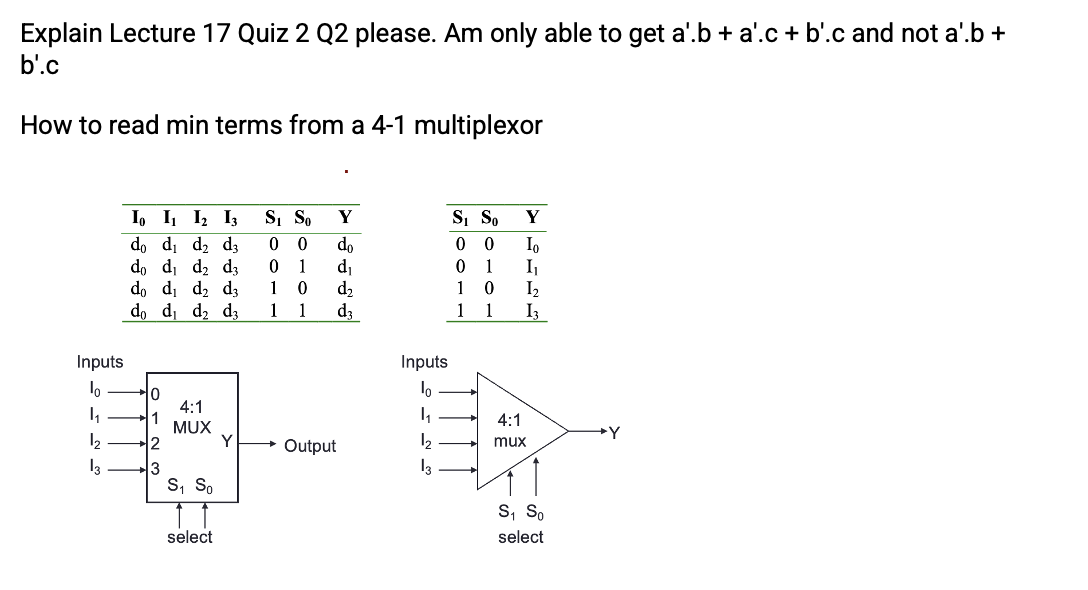 Explain Lecture 17 Quiz 2 Q2 please. Am only able to get a'.b + a'.c + b'.c and not a'.b +
b'.c
How to read min terms from a 4-1 multiplexor
I₀ I₁ I₂ I₃ S₁ S₀ Y
d₀ d₁ d₂ d₃ 0 0 d₀
d₀ d₁ d₂ d₃ 0 1 d₁
d₀ d₁ d₂ d₃ 1 0 d₂
d₀ d₁ d₂ d₃ 1 1 d₃
S₁ S₀ Y
0 0 I₀
0 1 I₁
1 0 I₂
1 1 I₃
Inputs
I₀ 0
I₁ 1
I₂ 2
I₃ 3
4:1
MUX
Y
Output
S₁ S₀
select
Inputs
I₀
I₁
I₂
I₃
4:1
mux
Y
S₁ S₀
select